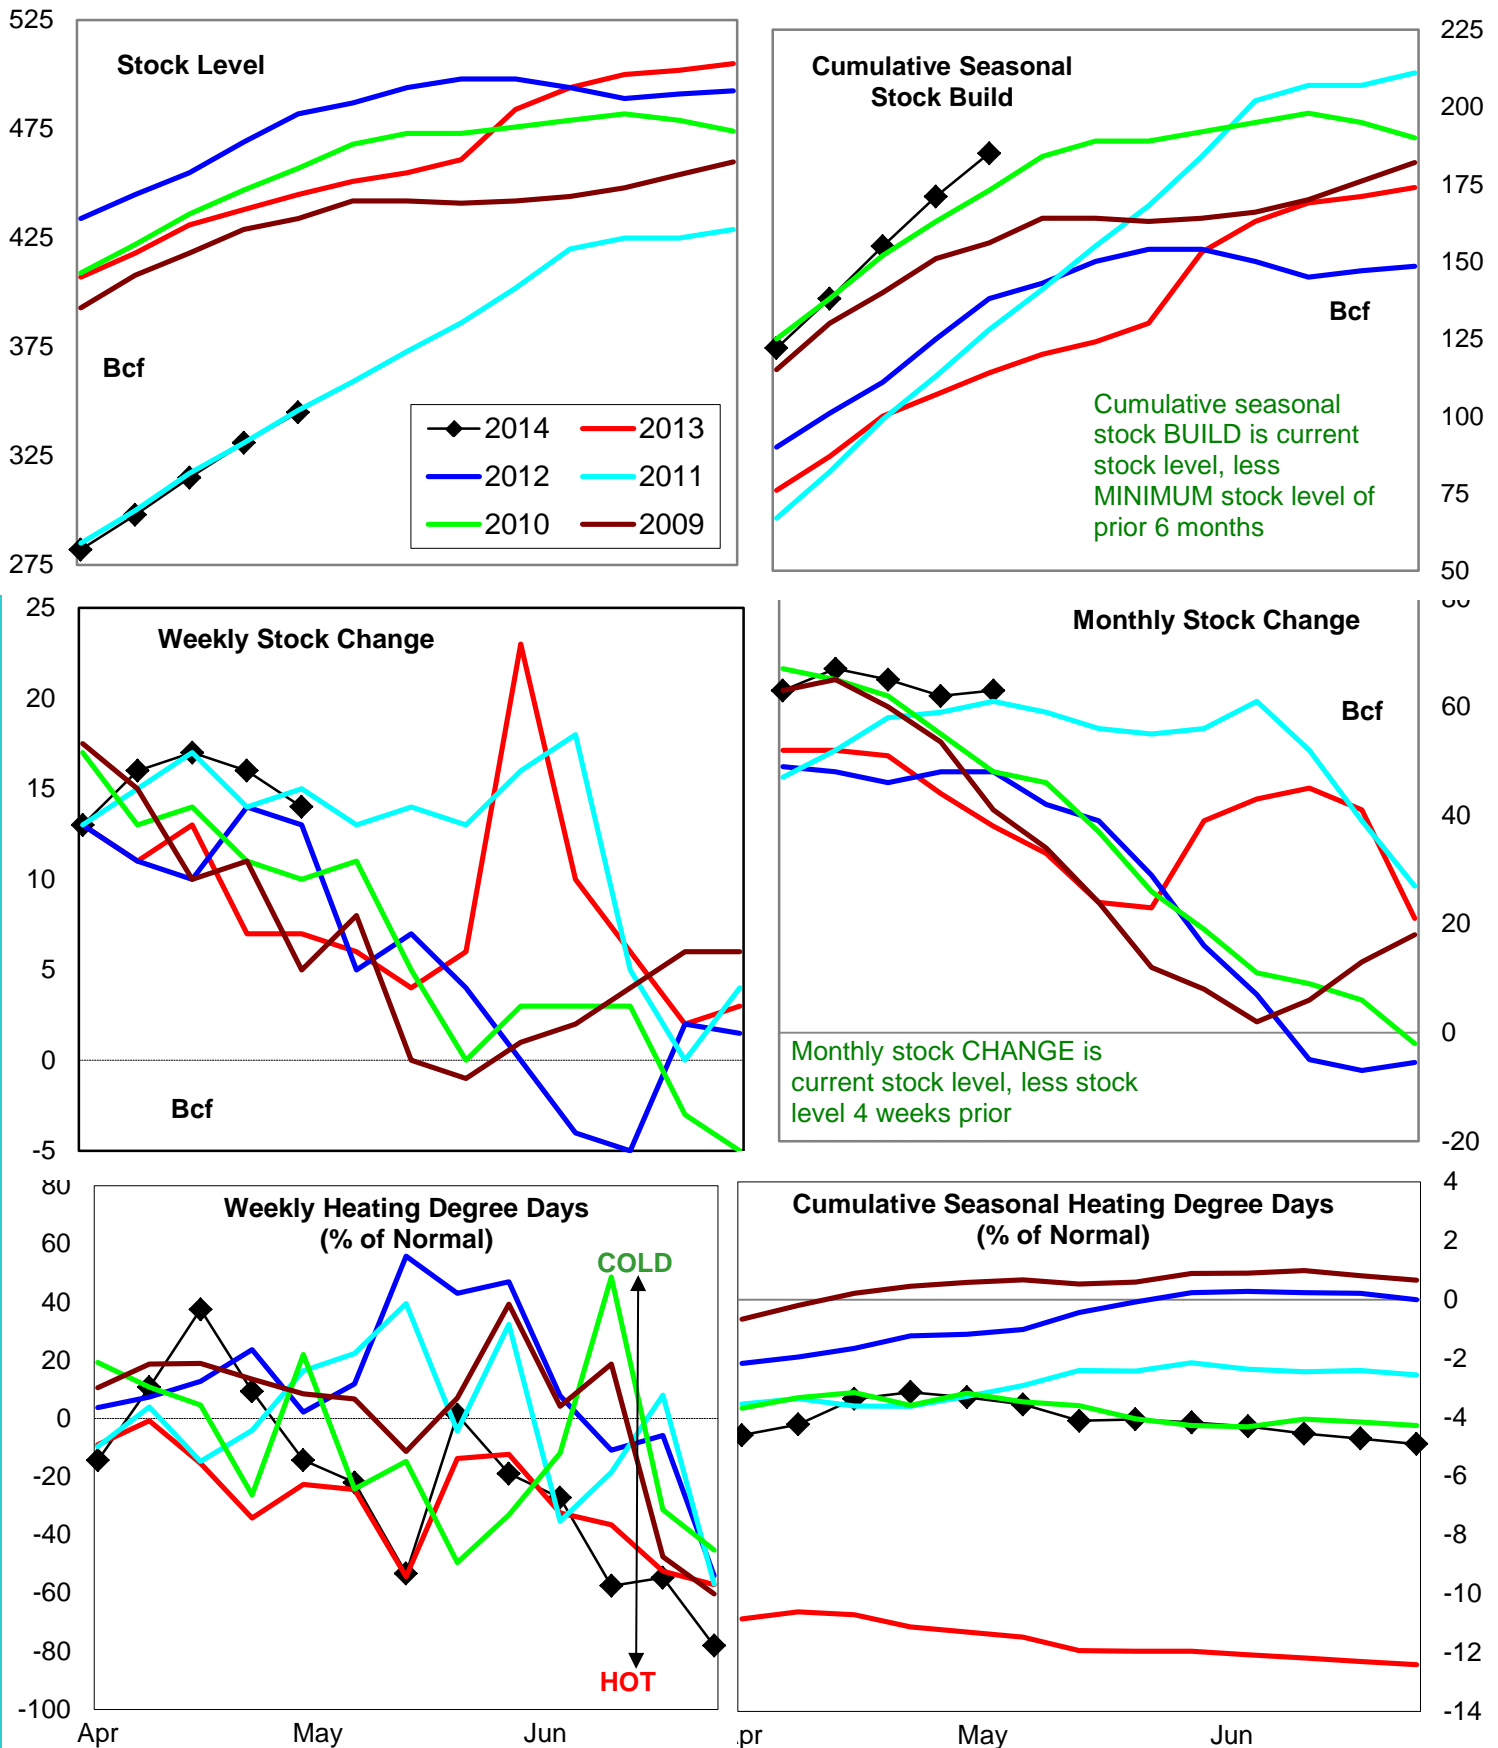 525
475
425
375
325
275
Stock Level
Bcf
2014
2013
2012
2011
2010
2009
225
200
175
150
125
100
75
50
Cumulative Seasonal
Stock Build
Bcf
Cumulative seasonal
stock BUILD is current
stock level, less
MINIMUM stock level of
prior 6 months
25
20
15
10
5
0
-5
Weekly Stock Change
Bcf
80
60
40
20
0
-20
Monthly Stock Change
Bcf
Monthly stock CHANGE is
current stock level, less stock
level 4 weeks prior
80
60
40
20
0
-20
-40
-60
-80
-100
Weekly Heating Degree Days
(% of Normal)
COLD
HOT
Apr
May
Jun
4
2
0
-2
-4
-6
-8
-10
-12
-14
Cumulative Seasonal Heating Degree Days
(% of Normal)
pr
May
Jun